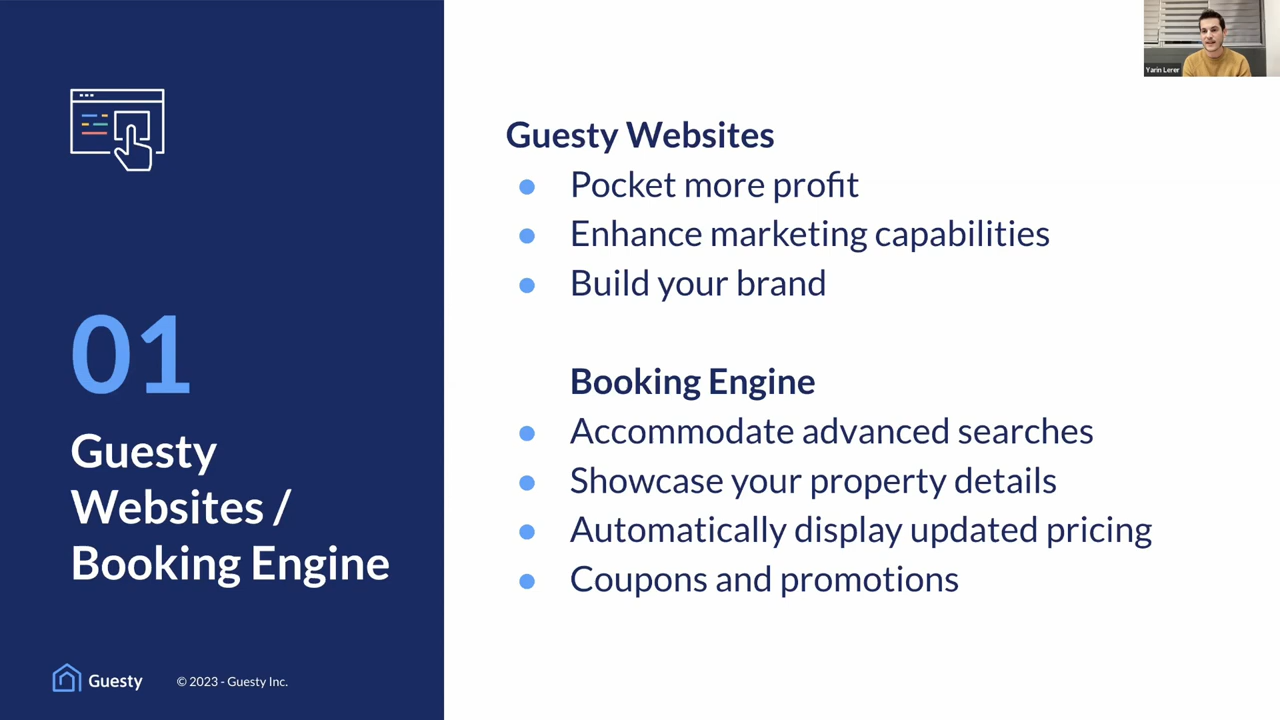 Yarin Lerer
01
Guesty
Websites /
Booking Engine
Guesty
© 2023 - Guesty Inc.
Guesty Websites
● Pocket more profit
● Enhance marketing capabilities
● Build your brand
Booking Engine
● Accommodate advanced searches
● Showcase your property details
● Automatically display updated pricing
● Coupons and promotions